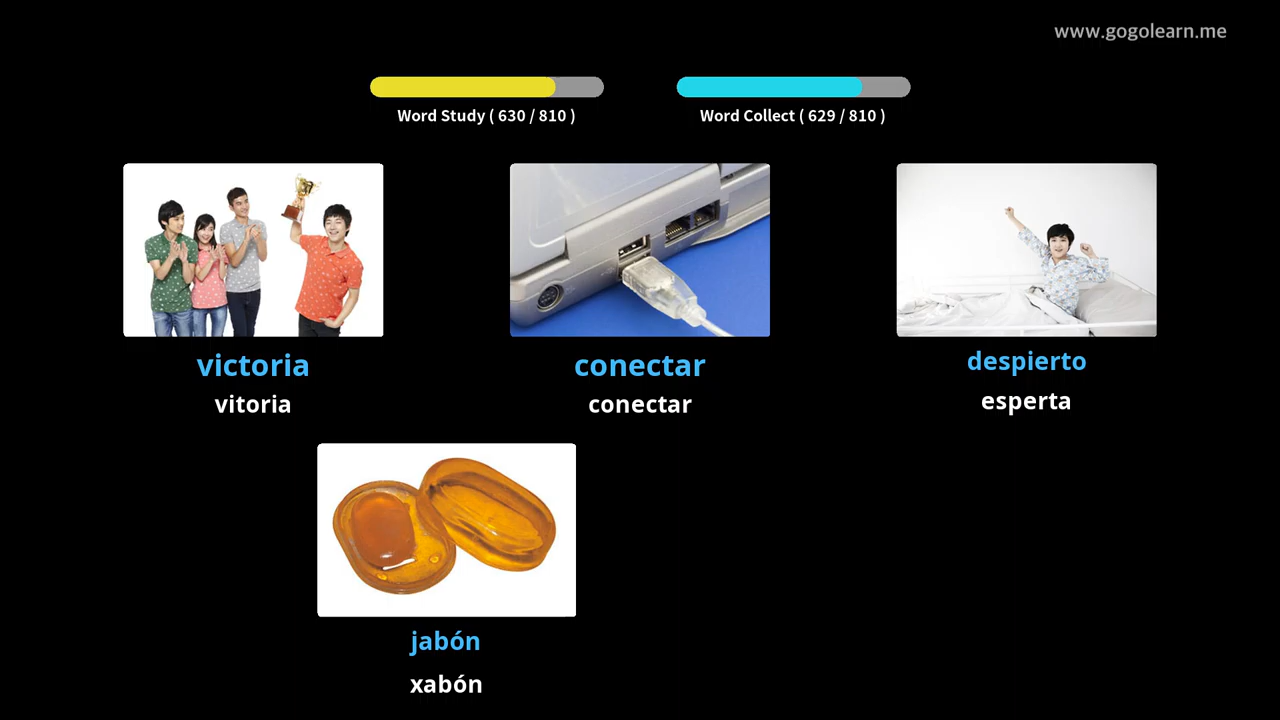 www.gogolearn.me
Word Study ( 630 / 810 )
Word Collect ( 629 / 810 )
victoria
vitoria
conectar
conectar
despierto
esperta
jabón
xabón